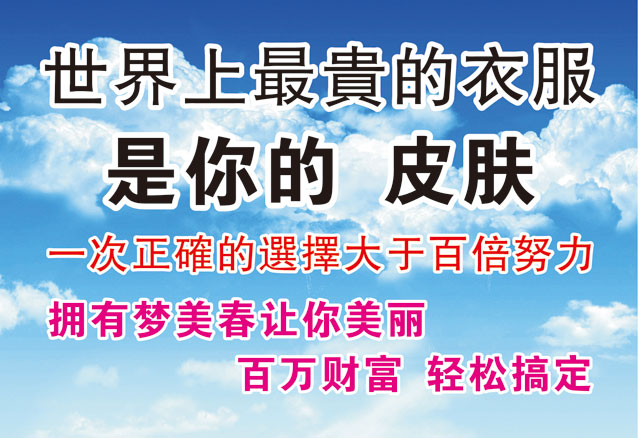 世界上最貴的衣服
是你的 皮肤
一次正確的選擇大于百倍努力
拥有梦美春让你美丽
百万财富 轻松搞定